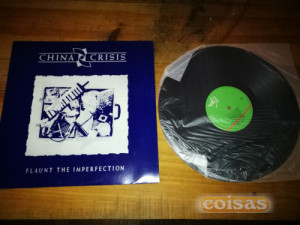 CHINA CRISIS
FLAUNT THE IMPERFECTION
coisas